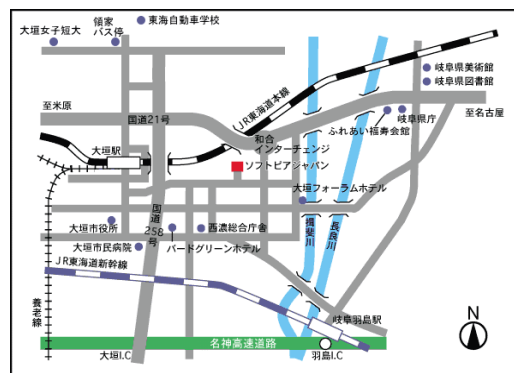 東海自動車学校
領家
バス停
大垣女子短大
岐阜県美術館
岐阜県図書館
JR東海道本線
至米原
国道21号
岐阜県庁
至名古屋
ふれあい福寿会館
和合
インターチェンジ
大垣駅
ソフトピアジャパン
大垣フォーラムホテル
国道258号
大垣市役所
西濃総合庁舎
揖斐川
長良川
大垣市民病院
バードグリーンホテル
JR東海道新幹線
養老線
岐阜羽島駅
N
名神高速道路
大垣I.C
羽島I.C